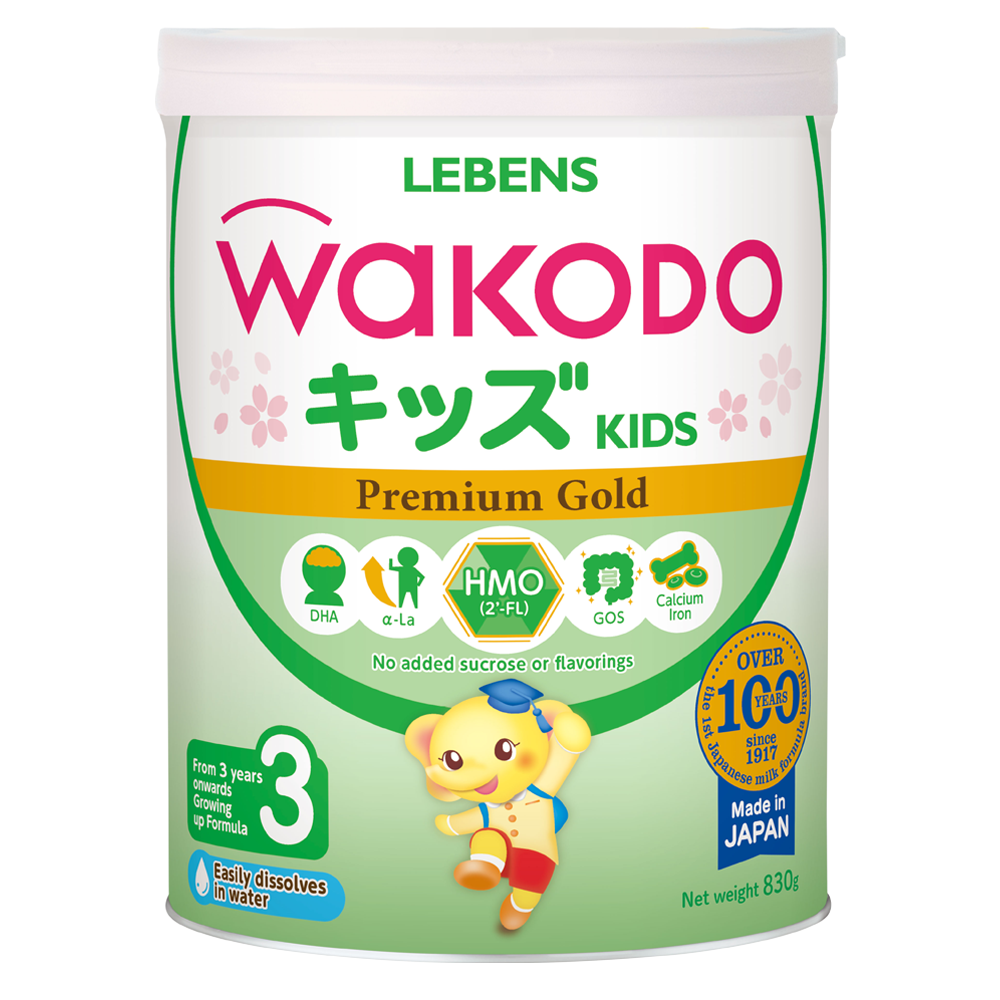 LEBENS
WAKODO
キッズ KIDS
Premium Gold
DHA
α-La
HMO
(2'-FL)
GOS
Calcium
Iron
No added sucrose or flavorings
OVER
100
YEARS
since
1917
the 1st Japanese milk formula brand
Made in
JAPAN
From 3 years
onwards
Growing
up Formula
3
Easily dissolves
in water
Net weight 830g